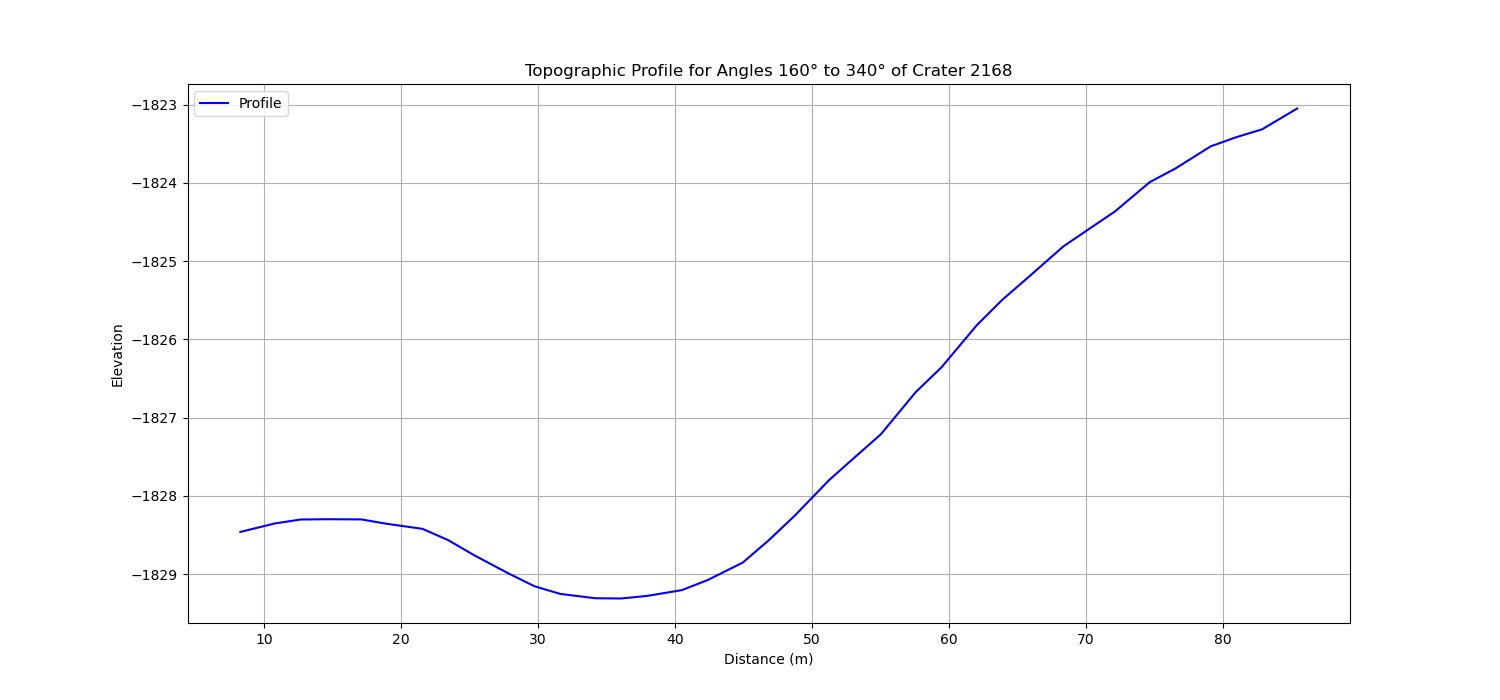 Topographic Profile for Angles 160° to 340° of Crater 2168
Profile
−1823
−1824
−1825
−1826
−1827
−1828
−1829
Elevation
10 20 30 40 50 60 70 80
Distance (m)